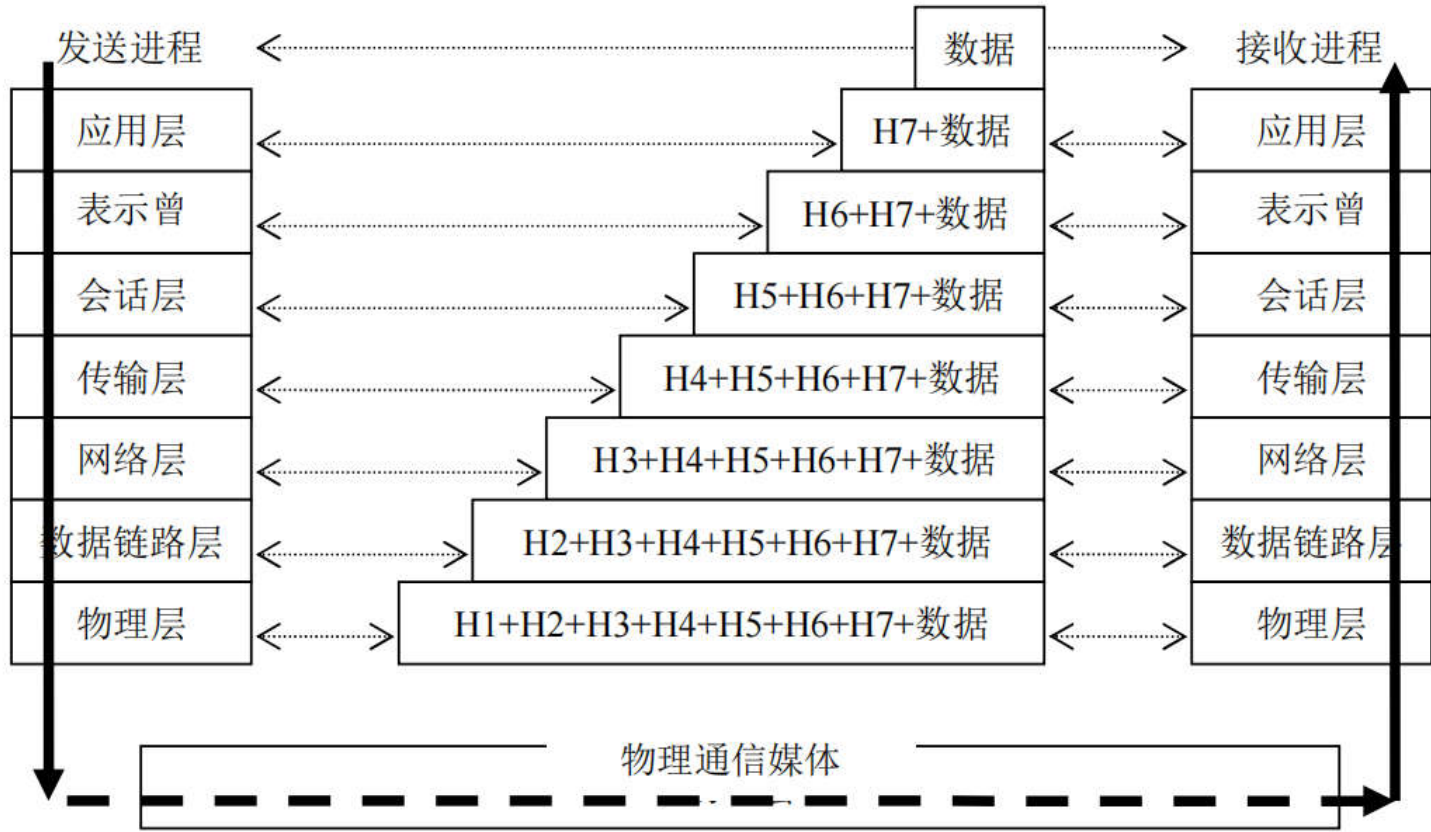 发送进程 数据 接收进程
应用层 H7+数据 应用层
表示曾 H6+H7+数据 表示曾
会话层 H5+H6+H7+数据 会话层
传输层 H4+H5+H6+H7+数据 传输层
网络层 H3+H4+H5+H6+H7+数据 网络层
数据链路层 H2+H3+H4+H5+H6+H7+数据 数据链路层
物理层 H1+H2+H3+H4+H5+H6+H7+数据 物理层
物理通信媒体